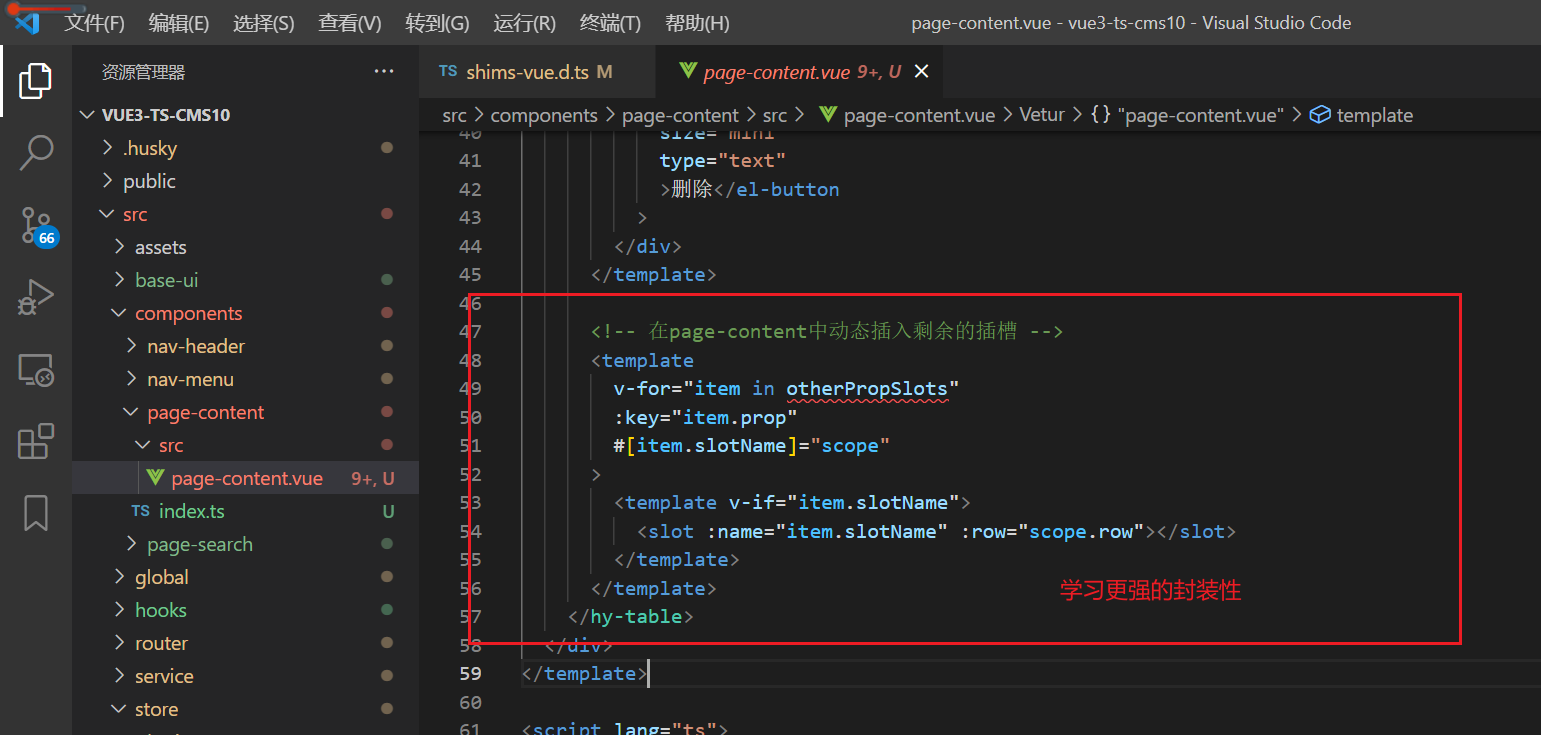 文件(F) 编辑(E) 选择(S) 查看(V) 转到(G) 运行(R) 终端(T) 帮助(H) page-content.vue - vue3-ts-cms10 - Visual Studio Code
资源管理器 ···
VUE3-TS-CMS10
.husky
public
src
assets
base-ui
components
nav-header
nav-menu
page-content
src
page-content.vue 9+, U
TS index.ts U
page-search
global
hooks
router
service
store
66
TS shims-vue.d.ts M page-content.vue 9+, U
src > components > page-content > src > page-content.vue > Vetur > {} "page-content.vue" > template
40 size="mini"
41 type="text"
42 >删除</el-button
43 >
44 </div>
45 </template>
46
47 <!-- 在page-content中动态插入剩余的插槽 -->
48 <template
49 v-for="item in otherPropSlots"
50 :key="item.prop"
51 #[item.slotName]="scope"
52 >
53 <template v-if="item.slotName">
54 <slot :name="item.slotName" :row="scope.row"></slot>
55 </template>
56 </template>
学习更强的封装性
57 </hy-table>
58 </div>
59 </template>
60
61 <script lang="ts">